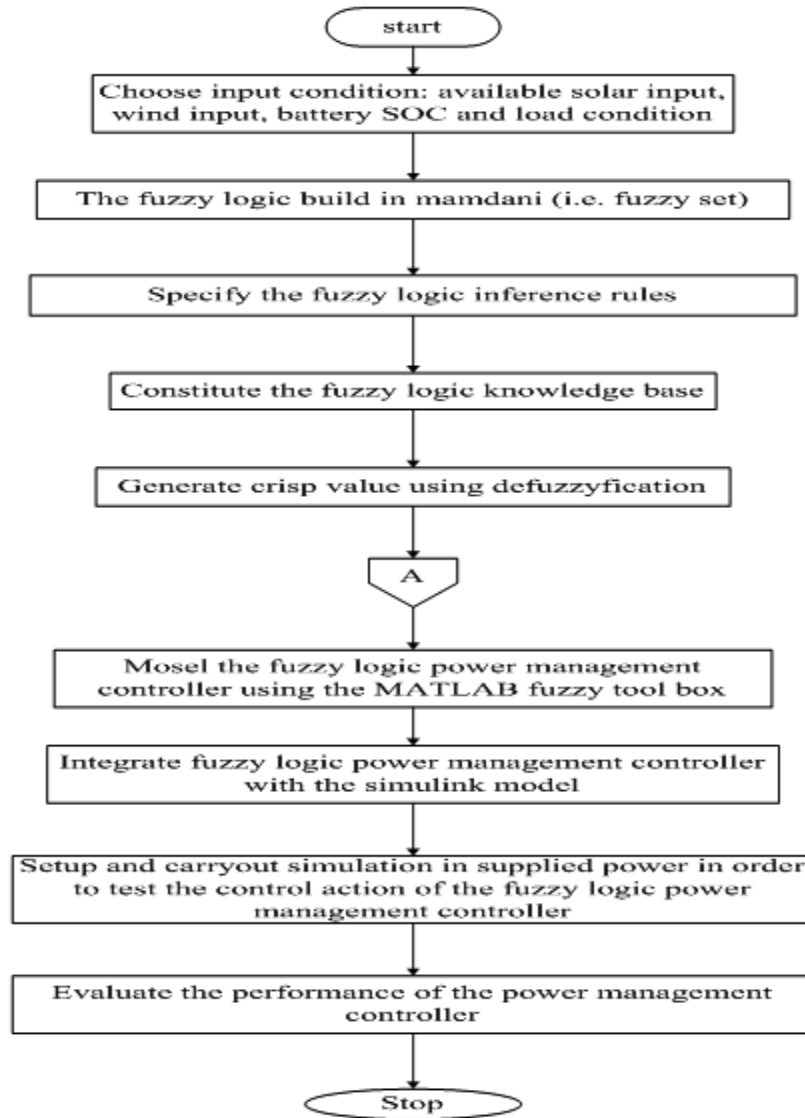 start
Choose input condition: available solar input,
wind input, battery SOC and load condition
The fuzzy logic build in mamdani (i.e. fuzzy set)
Specify the fuzzy logic inference rules
Constitute the fuzzy logic knowledge base
Generate crisp value using defuzzyfication
A
Mosel the fuzzy logic power management
controller using the MATLAB fuzzy tool box
Integrate fuzzy logic power management controller
with the simulink model
Setup and carryout simulation in supplied power in order
to test the control action of the fuzzy logic power
management controller
Evaluate the performance of the power management
controller
Stop